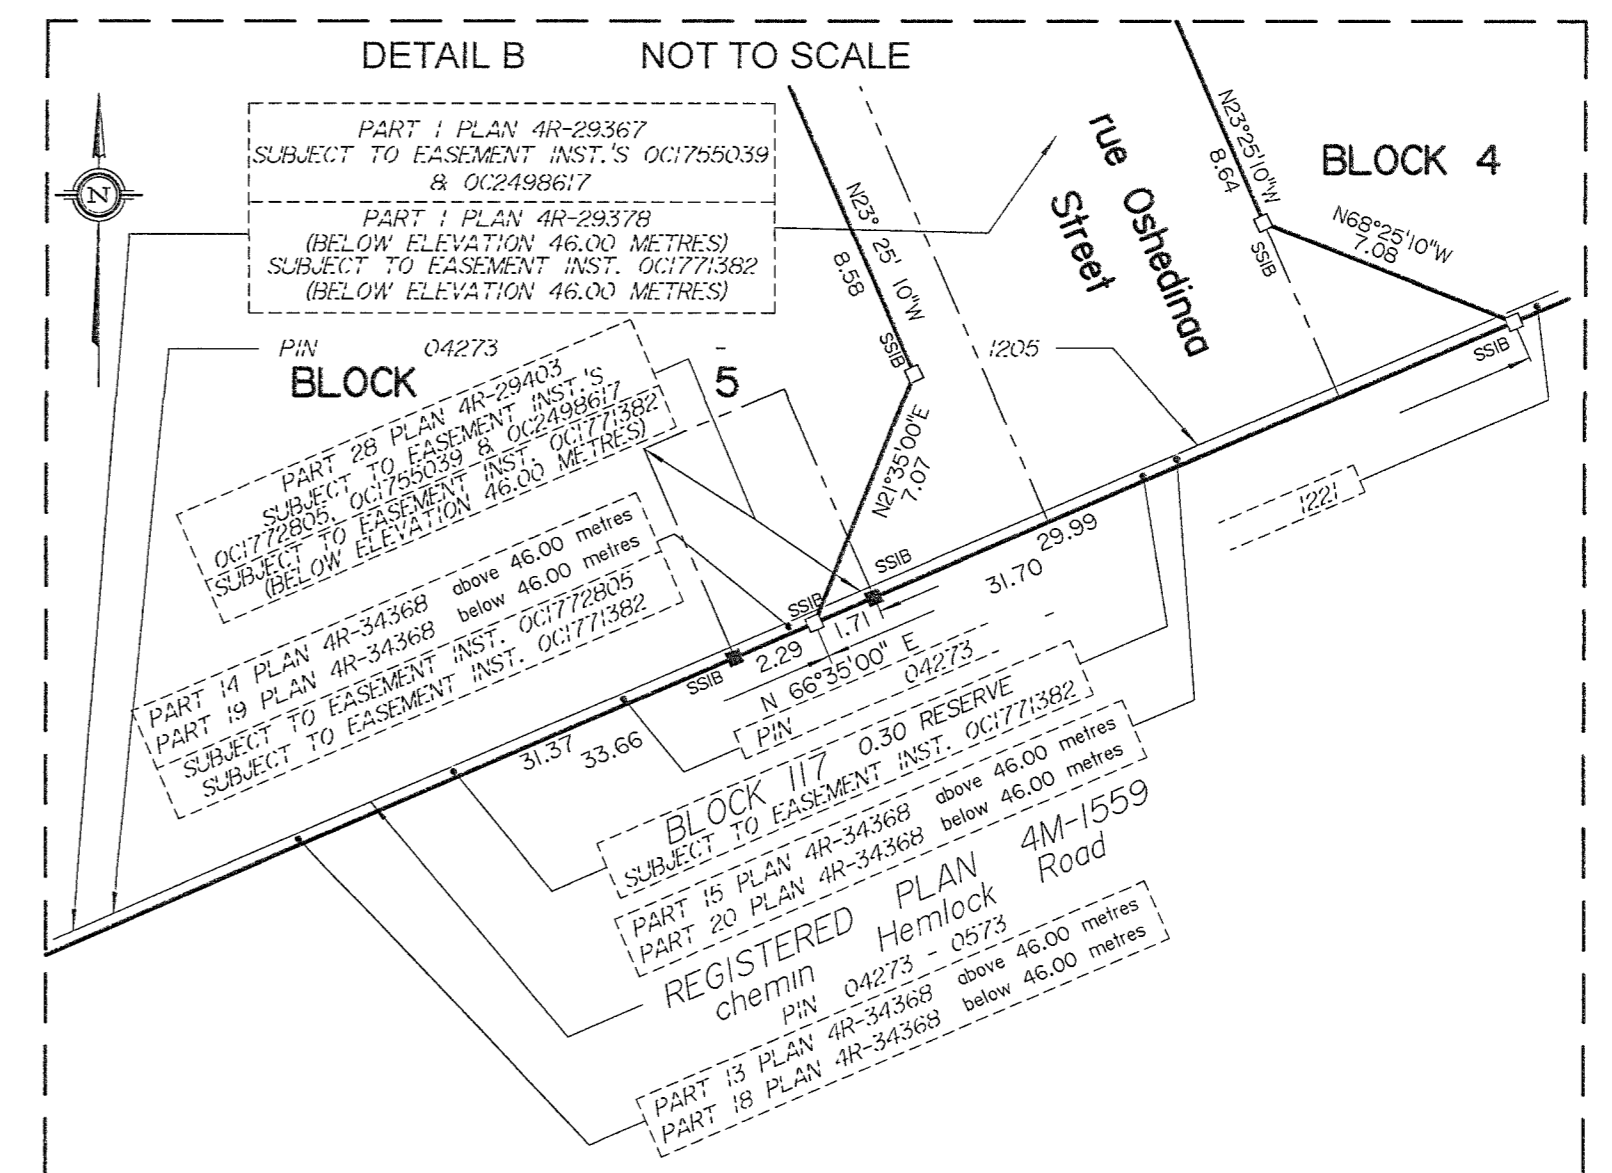 DETAIL B NOT TO SCALE
PART 1 PLAN 4R-29367
SUBJECT TO EASEMENT INST.'S OC1755039
& OC2498617
PART 1 PLAN 4R-29378
(BELOW ELEVATION 46.00 METRES)
SUBJECT TO EASEMENT INST. OC1771382
(BELOW ELEVATION 46.00 METRES)
N
PIN 04273 - 1205
BLOCK 5
BLOCK 4
rue Oshedinaa
Street
N23° 25' 10"W
8.58
SSIB
N23°25'10"W
8.64
SSIB
N68°25'10"W
7.08
SSIB
N21°35'00"E
7.07
PART 28 PLAN 4R-29403
SUBJECT TO EASEMENT INST.'S
OC1772805, OC1755039 & OC2498617
SUBJECT TO EASEMENT INST. OC1771382
(BELOW ELEVATION 46.00 METRES)
PART 14 PLAN 4R-34368 above 46.00 metres
PART 19 PLAN 4R-34368 below 46.00 metres
SUBJECT TO EASEMENT INST. OC1772805
SUBJECT TO EASEMENT INST. OC1771382
SSIB
SSIB
SSIB
2.29
1.71
29.99
31.70
31.37
33.66
N 66°35'00" E
PIN 04273 - 1221
BLOCK 117 0.30 RESERVE
SUBJECT TO EASEMENT INST. OC1771382
PART 15 PLAN 4R-34368 above 46.00 metres
PART 20 PLAN 4R-34368 below 46.00 metres
REGISTERED PLAN 4M-1559
chemin Hemlock Road
PIN 04273 - 0573
PART 13 PLAN 4R-34368 above 46.00 metres
PART 18 PLAN 4R-34368 below 46.00 metres